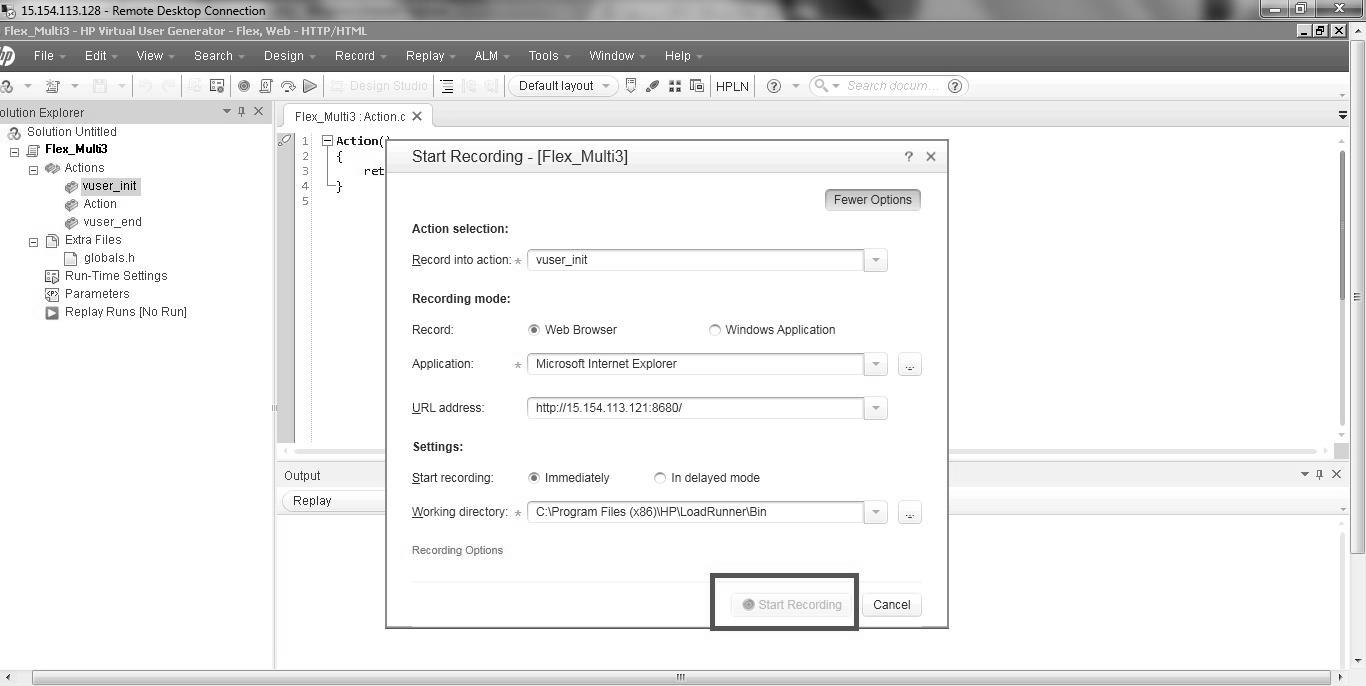 15.154.113.128 - Remote Desktop Connection
Flex_Multi3 - HP Virtual User Generator - Flex, Web - HTTP/HTML
hp File Edit View Search Design Record Replay ALM Tools Window Help
Design Studio Default layout HPLN Search docum...
olution Explorer
Flex_Multi3 : Action.c
Solution Untitled
Flex_Multi3
Actions
vuser_init
Action
vuser_end
Extra Files
globals.h
Run-Time Settings
Parameters
Replay Runs [No Run]
1 Action()
2 {
3 ret
4 }
5
Start Recording - [Flex_Multi3]
Fewer Options
Action selection:
Record into action: * vuser_init
Recording mode:
Record: Web Browser Windows Application
Application: * Microsoft Internet Explorer ...
URL address: http://15.154.113.121:8680/
Settings:
Start recording: Immediately In delayed mode
Working directory: * C:\Program Files (x86)\HP\LoadRunner\Bin ...
Recording Options
Start Recording Cancel
Output
Replay